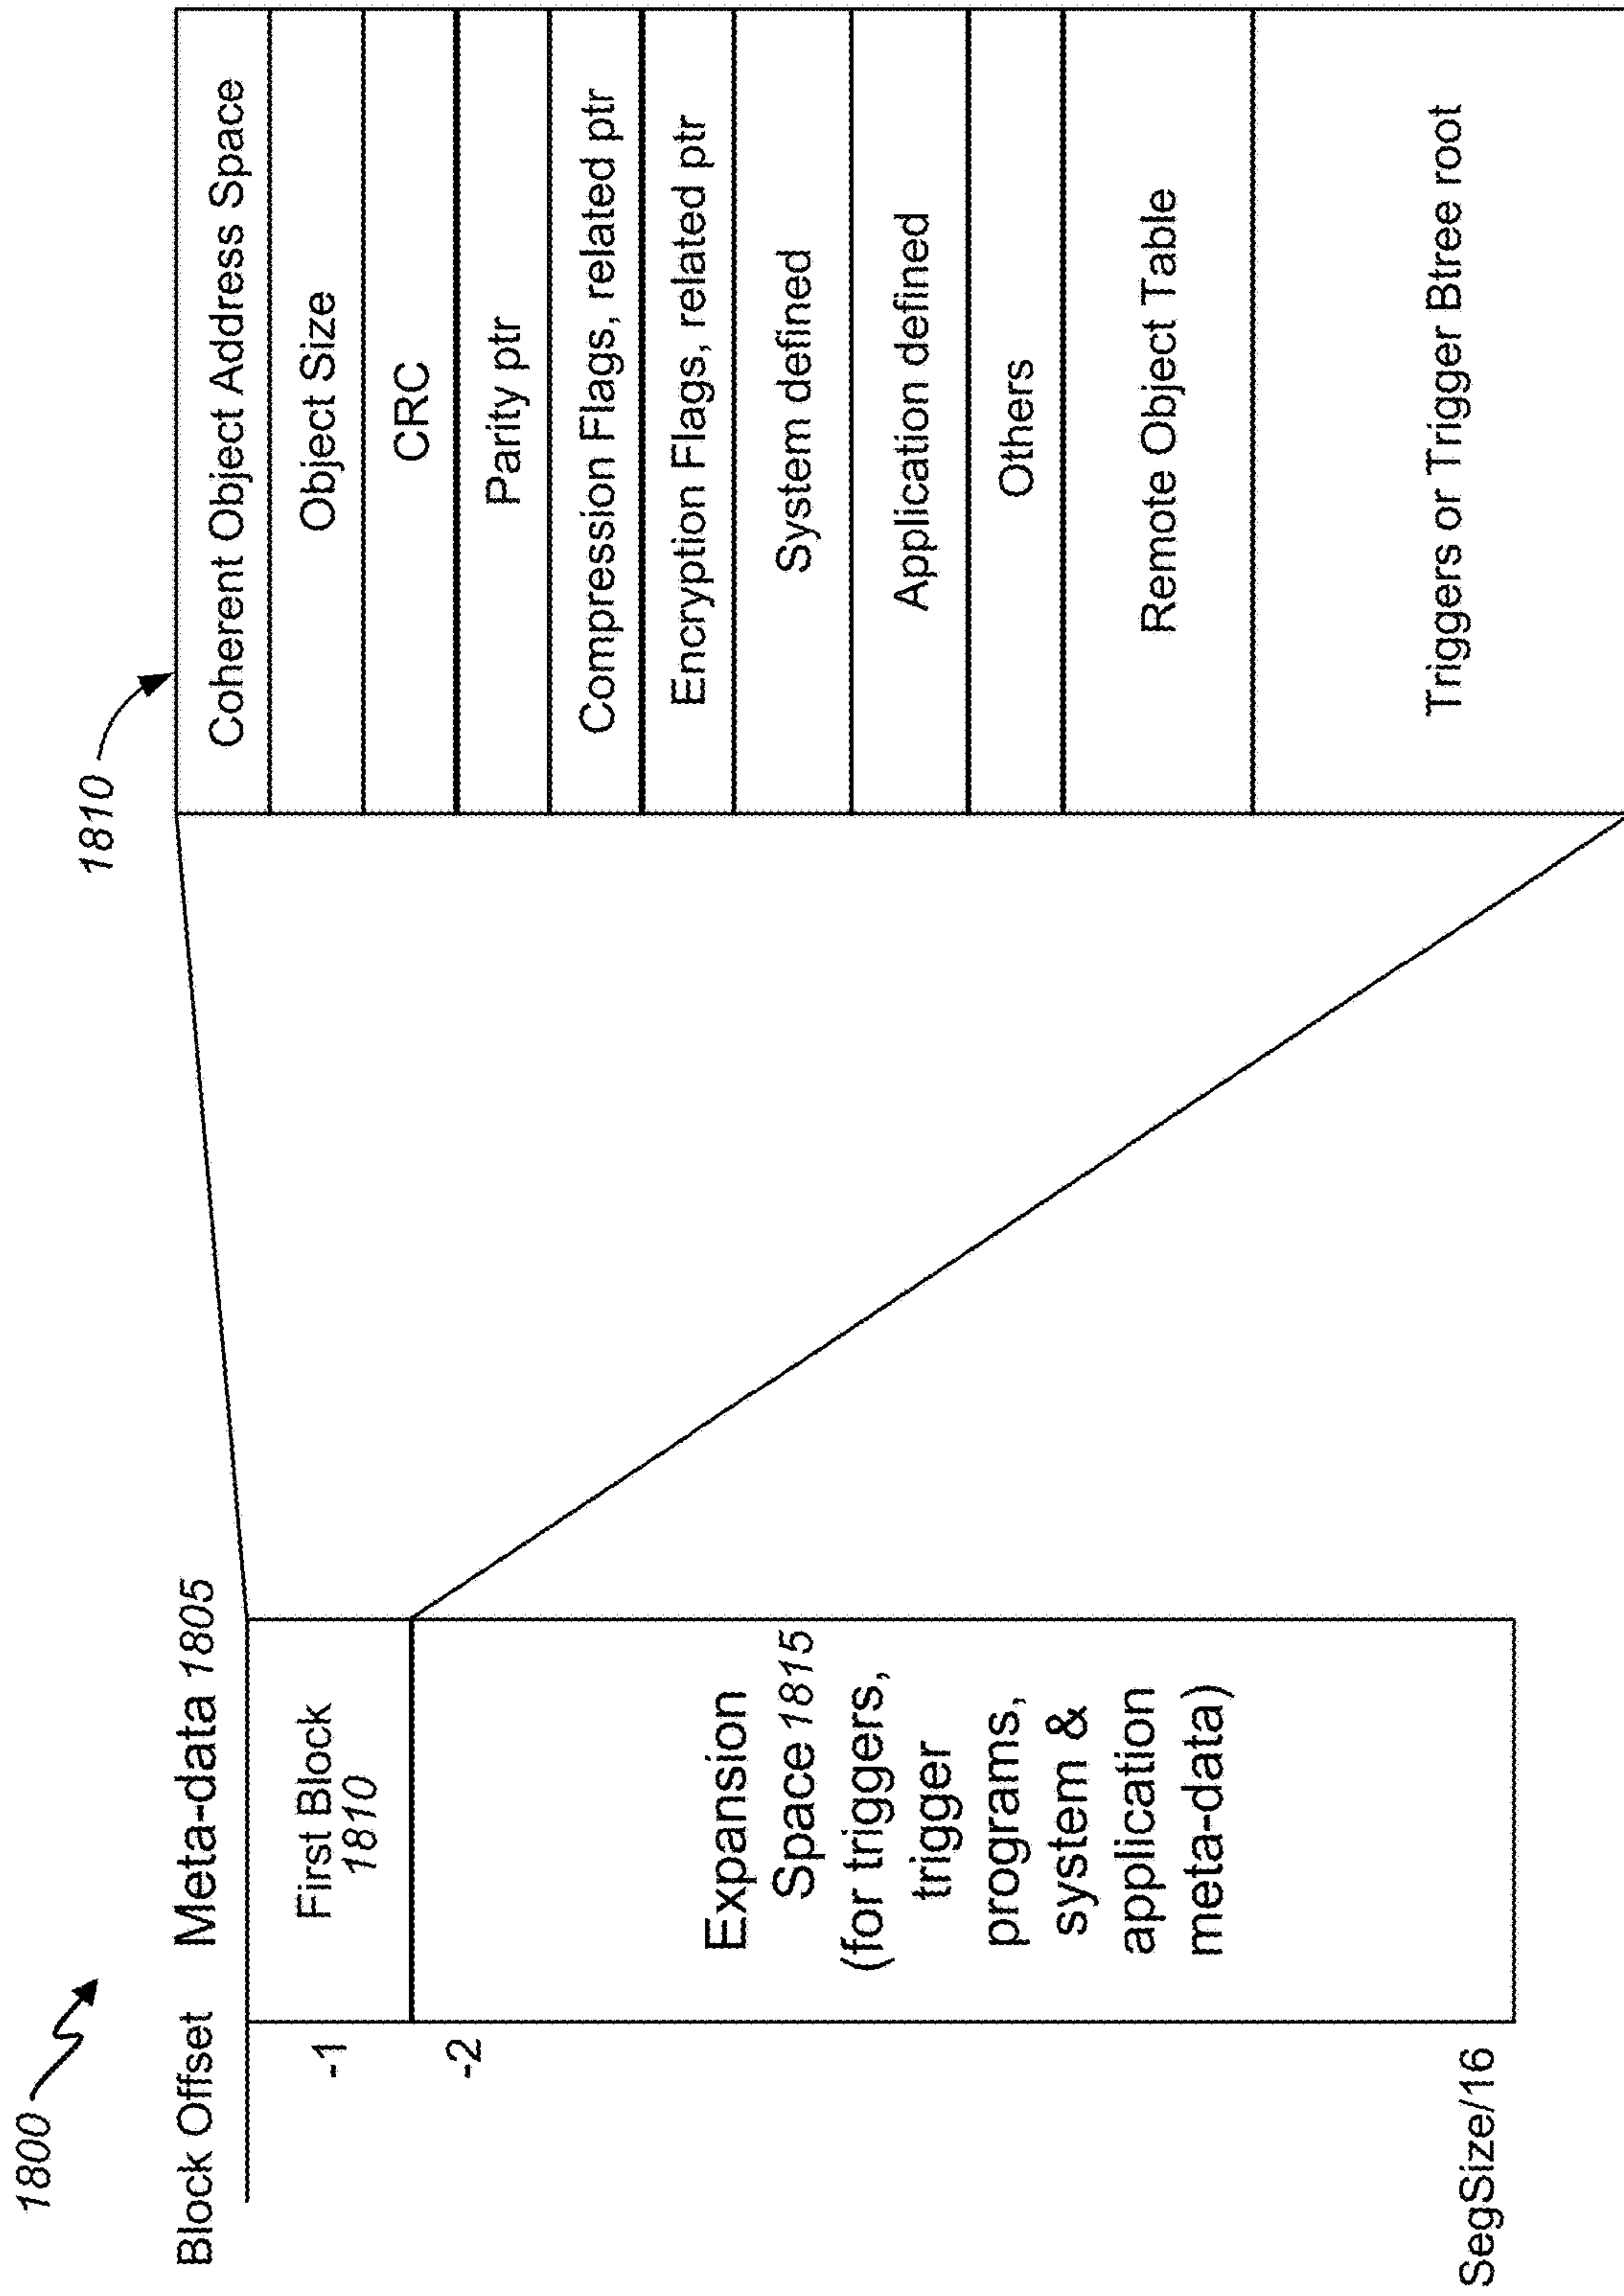 1800
Block Offset
Meta-data 1805
-1
First Block
1810
-2
Expansion
Space 1815
(for triggers,
trigger
programs,
system &
application
meta-data)
SegSize/16
1810
Coherent Object Address Space
Object Size
CRC
Parity ptr
Compression Flags, related ptr
Encryption Flags, related ptr
System defined
Application defined
Others
Remote Object Table
Triggers or Trigger Btree root